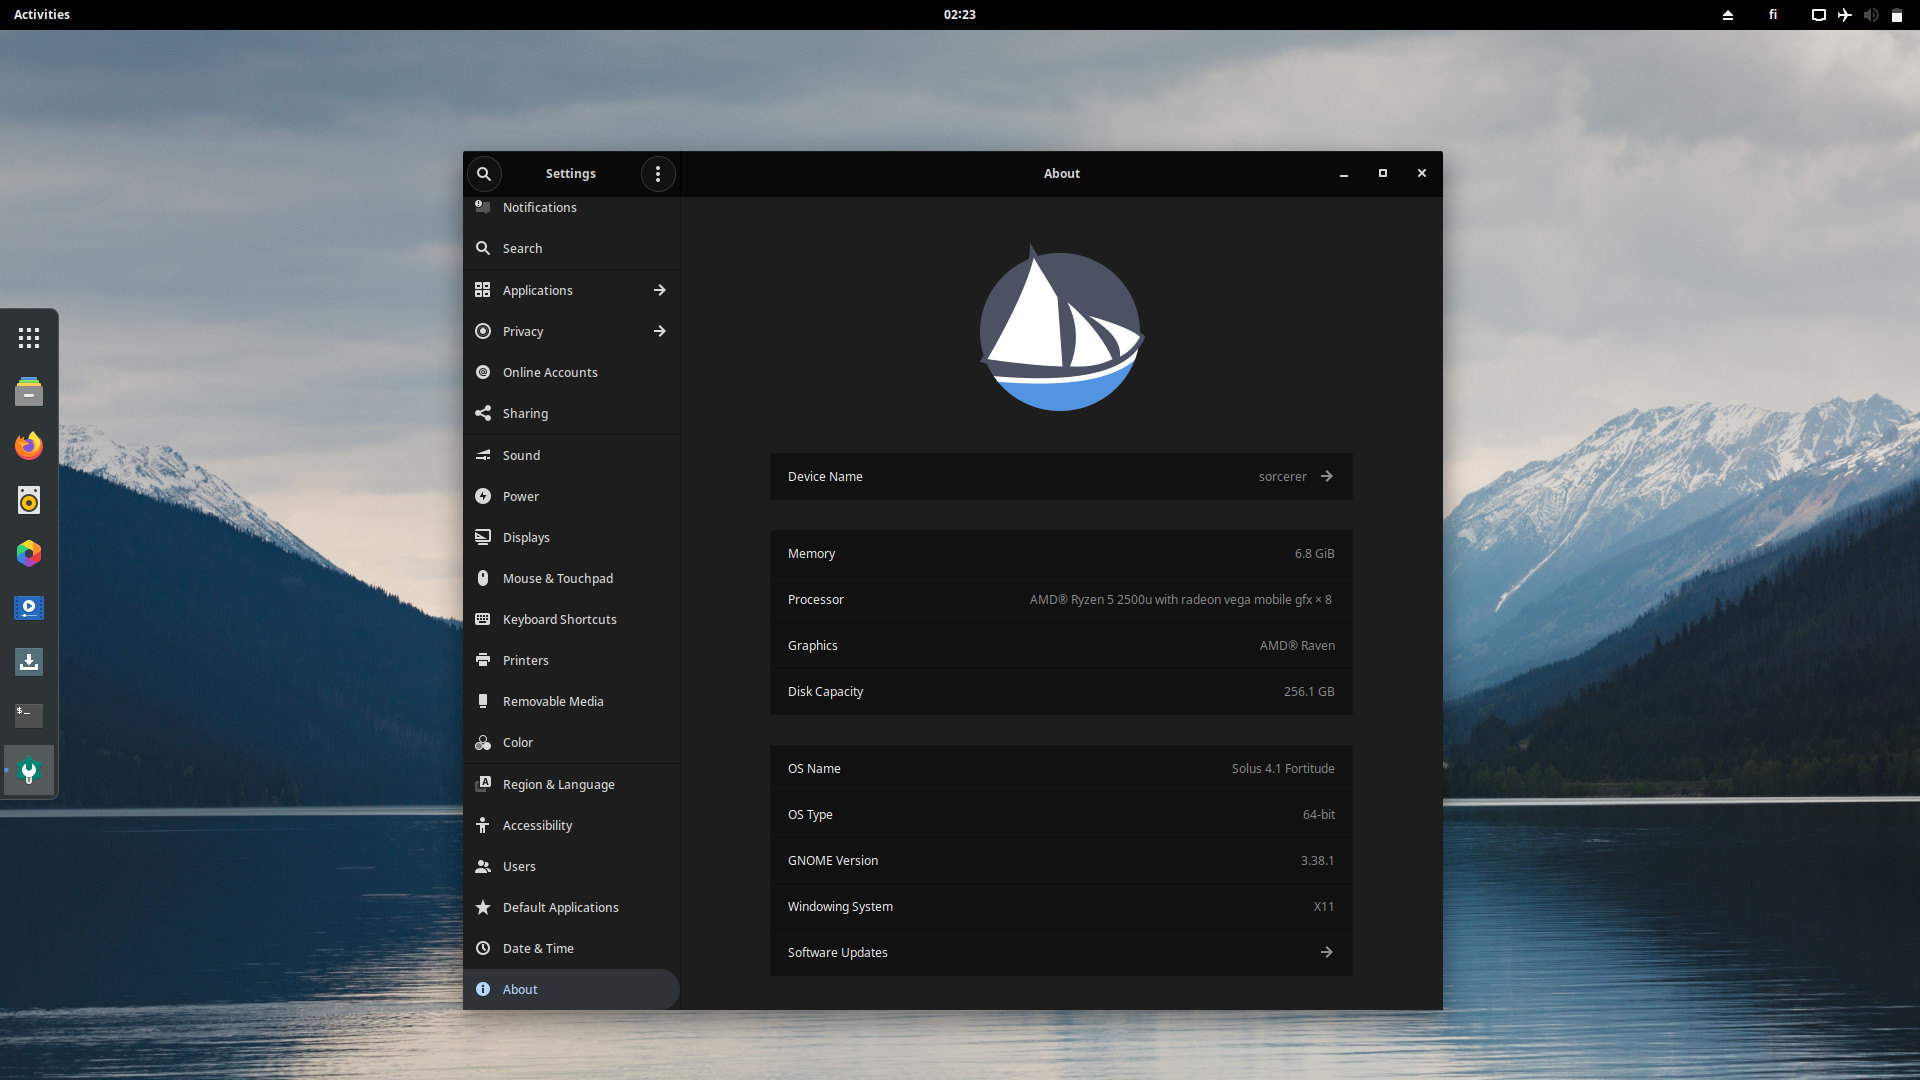 Activities
02:23
fi
Settings
About
Notifications
Search
Applications
Privacy
Online Accounts
Sharing
Sound
Power
Displays
Mouse & Touchpad
Keyboard Shortcuts
Printers
Removable Media
Color
Region & Language
Accessibility
Users
Default Applications
Date & Time
About
Device Name sorcerer
Memory 6.8 GiB
Processor AMD® Ryzen 5 2500u with radeon vega mobile gfx × 8
Graphics AMD® Raven
Disk Capacity 256.1 GB
OS Name Solus 4.1 Fortitude
OS Type 64-bit
GNOME Version 3.38.1
Windowing System X11
Software Updates